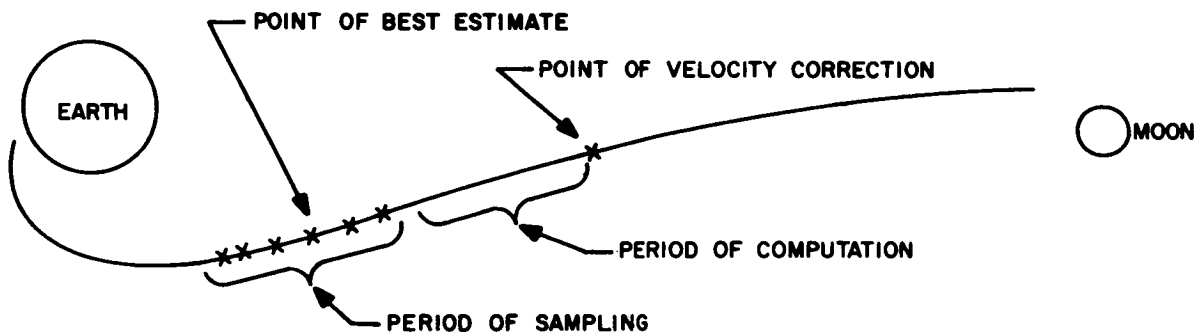 POINT OF BEST ESTIMATE
POINT OF VELOCITY CORRECTION
EARTH
MOON
PERIOD OF COMPUTATION
PERIOD OF SAMPLING